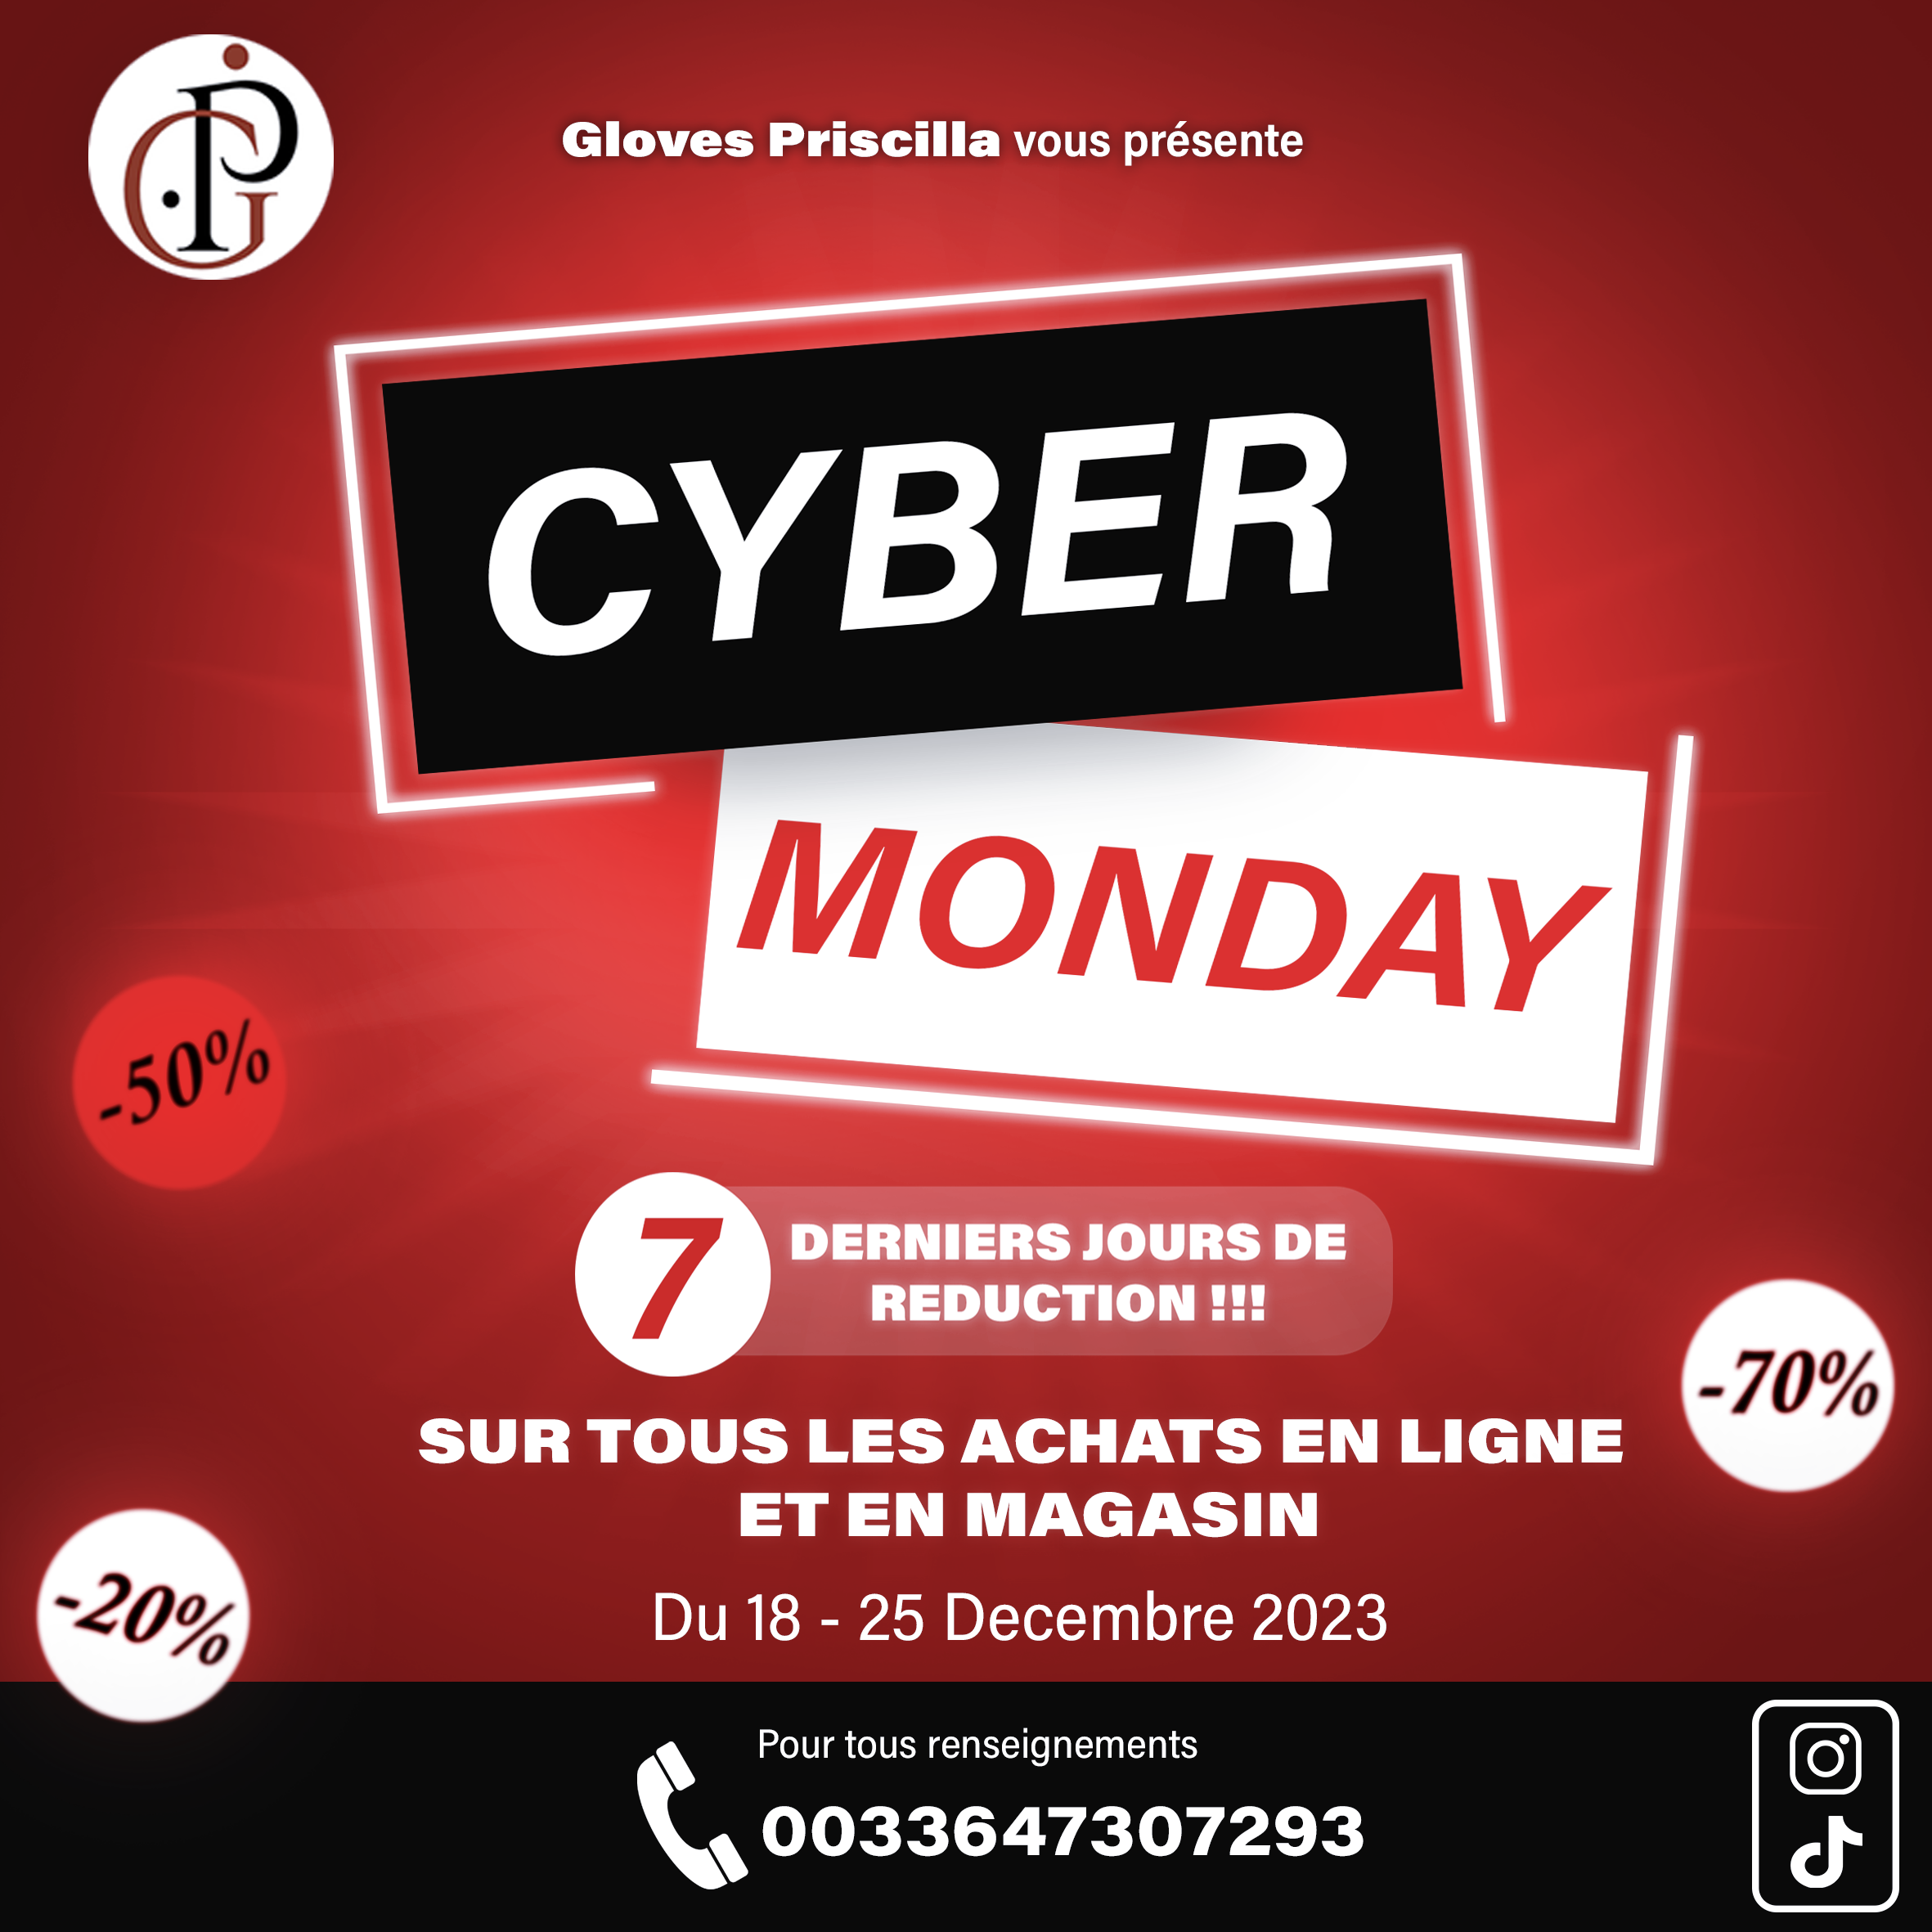 GP
Gloves Priscilla vous présente
CYBER
MONDAY
-50%
7
DERNIERS JOURS DE
REDUCTION !!!
-70%
SUR TOUS LES ACHATS EN LIGNE
ET EN MAGASIN
-20%
Du 18 - 25 Decembre 2023
Pour tous renseignements
0033647307293